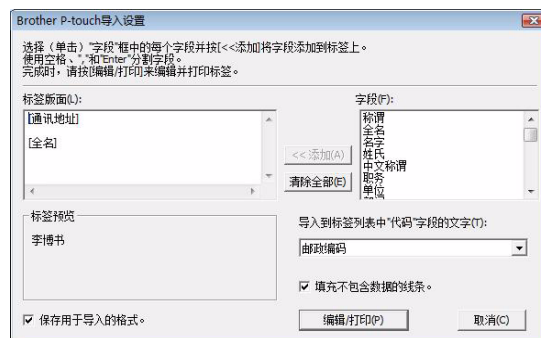 Brother P-touch导入设置
选择（单击）"字段"框中的每个字段并按[<<添加]将字段添加到标签上。
使用空格、","和"Enter"分割字段。
完成时，请按[编辑/打印]来编辑并打印标签。
标签版面(L):
[通讯地址]
[全名]
<<添加(A)
清除全部(E)
字段(F):
称谓
全名
名字
姓氏
中文称谓
职务
单位
标签预览
李博书
导入到标签列表中"代码"字段的文字(T):
邮政编码
填充不包含数据的线条。
保存用于导入的格式。
编辑/打印(P)
取消(C)